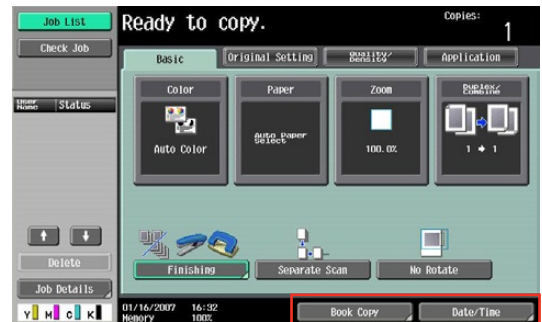 Job List
Ready to copy.
Copies:
1
Check Job
Basic
Original Setting
Quality/
Density
Application
User
Name
Status
Color
Paper
Zoom
Duplex/
Combine
Auto Color
Auto Paper
Select
100.0%
1 → 1
Delete
Finishing
Separate Scan
No Rotate
Job Details
Y M C K
01/16/2007 16:32
Memory 100%
Book Copy
Date/Time